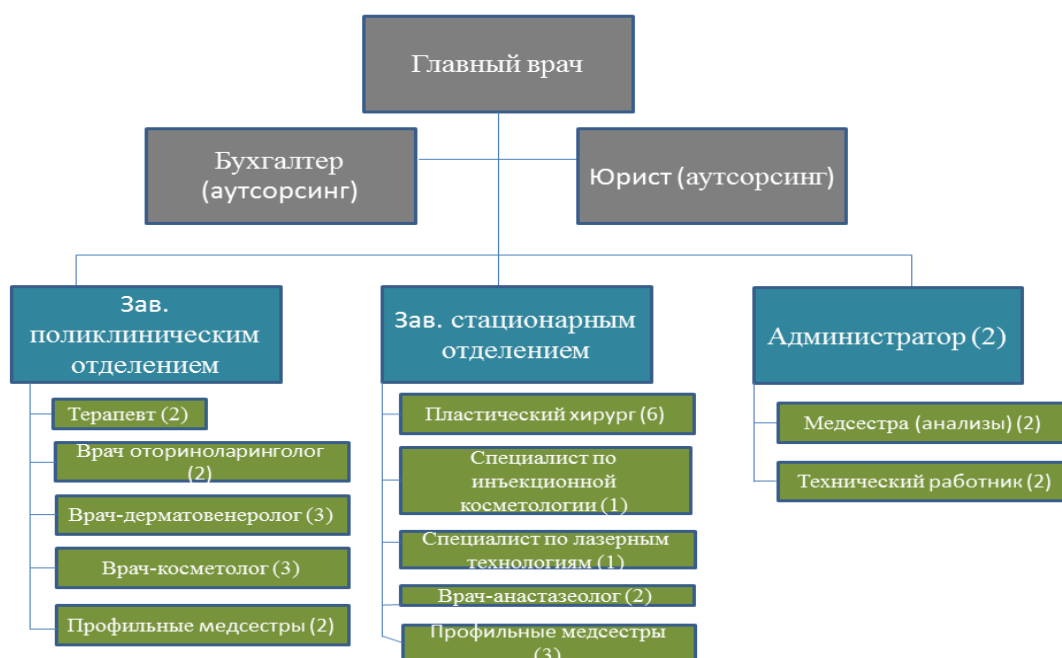 Главный врач
Бухгалтер
(аутсорсинг)
Юрист (аутсорсинг)
Зав.
поликлиническим
отделением
Терапевт (2)
Врач оториноларинголог
(2)
Врач-дерматовенеролог (3)
Врач-косметолог (3)
Профильные медсестры (2)
Зав. стационарным
отделением
Пластический хирург (6)
Специалист по
инъекционной
косметологии (1)
Специалист по лазерным
технологиям (1)
Врач-анастазеолог (2)
Профильные медсестры
(3)
Администратор (2)
Медсестра (анализы) (2)
Технический работник (2)